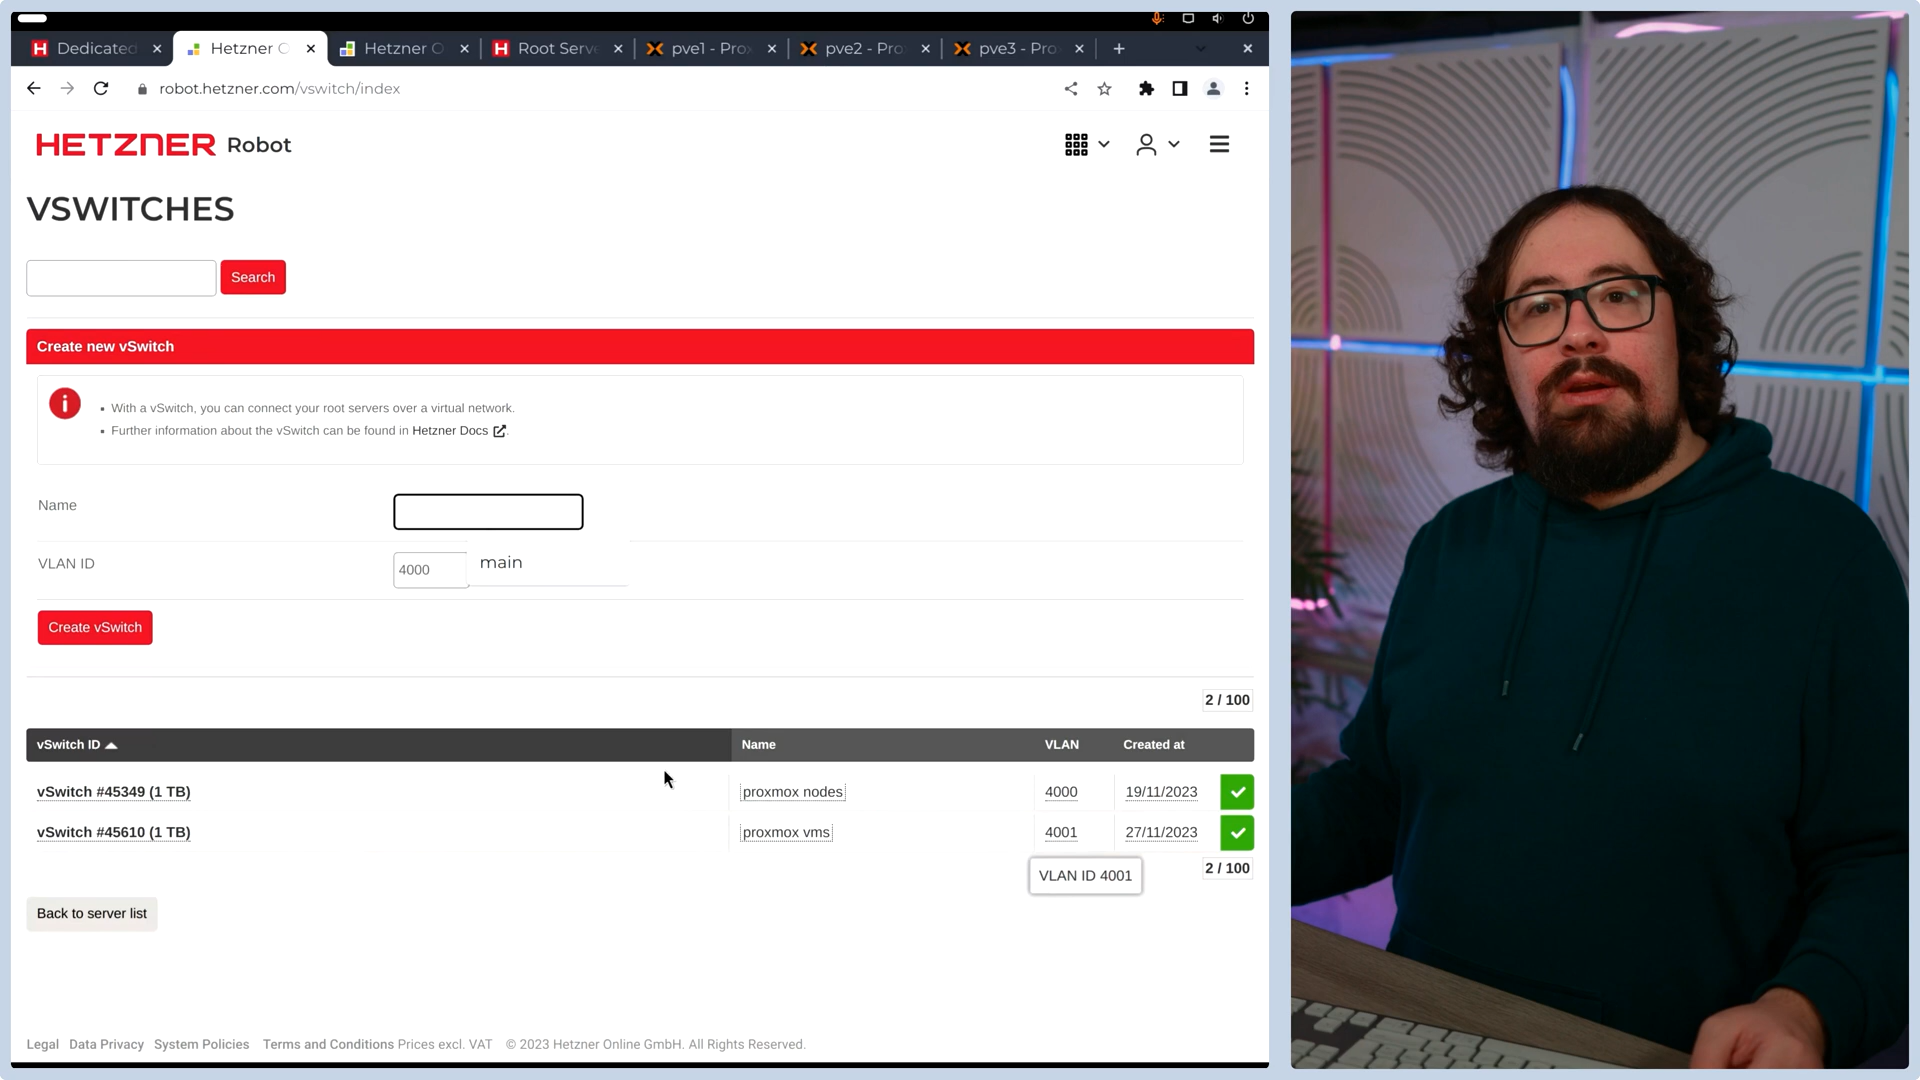 H Dedicated
Hetzner O
Hetzner O
H Root Serve
pve1 - Pro
pve2 - Pro
pve3 - Pro
robot.hetzner.com/vswitch/index
HETZNER Robot
VSWITCHES
Search
Create new vSwitch
With a vSwitch, you can connect your root servers over a virtual network.
Further information about the vSwitch can be found in Hetzner Docs.
Name
VLAN ID
4000
main
Create vSwitch
2 / 100
vSwitch ID Name VLAN Created at
vSwitch #45349 (1 TB) proxmox nodes 4000 19/11/2023
vSwitch #45610 (1 TB) proxmox vms 4001 27/11/2023
2 / 100
VLAN ID 4001
Back to server list
Legal Data Privacy System Policies Terms and Conditions Prices excl. VAT © 2023 Hetzner Online GmbH. All Rights Reserved.